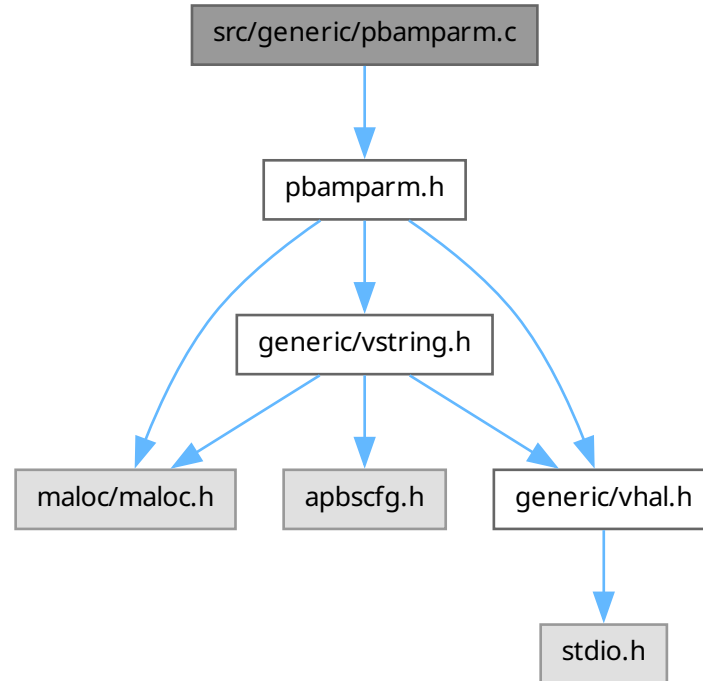 src/generic/pbamparm.c
pbamparm.h
generic/vstring.h
maloc/maloc.h
apbscfg.h
generic/vhal.h
stdio.h